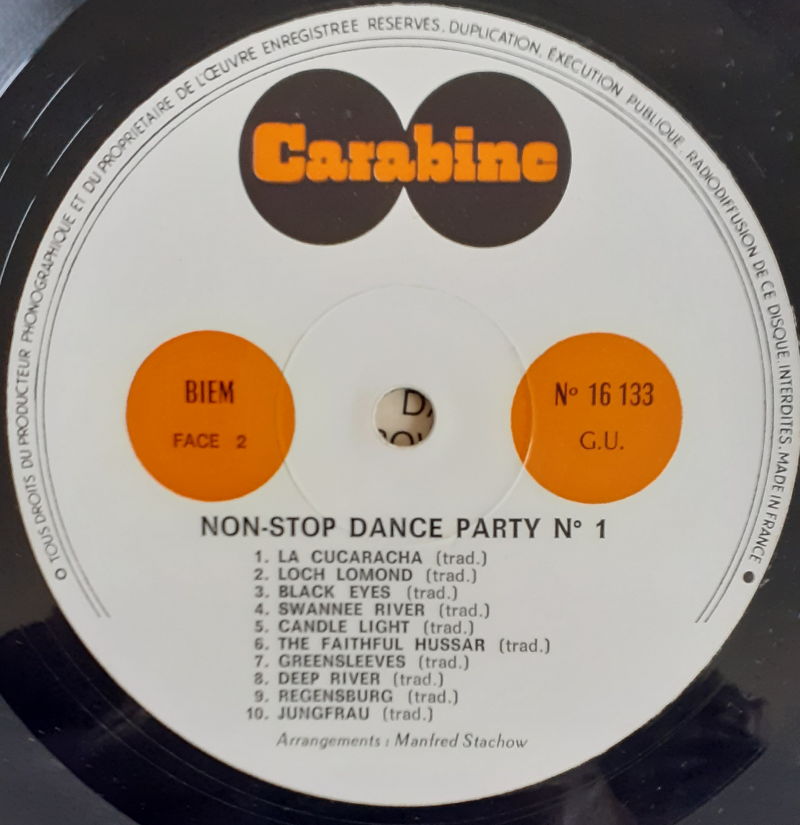 O TOUS DROITS DU PRODUCTEUR PHONOGRAPHIQUE ET DU PROPRIETAIRE DE L'ŒUVRE ENREGISTREE RESERVES. DUPLICATION, EXÉCUTION PUBLIQUE, RADIODIFFUSION DE CE DISQUE INTERDITES. MADE IN FRANCE
Carabine
BIEM
FACE 2
Nº 16 133
G.U.
NON-STOP DANCE PARTY N° 1
1. LA CUCARACHA (trad.)
2. LOCH LOMOND (trad.)
3. BLACK EYES (trad.)
4. SWANNEE RIVER (trad.)
5. CANDLE LIGHT (trad.)
6. THE FAITHFUL HUSSAR (trad.)
7. GREENSLEEVES (trad.)
8. DEEP RIVER (trad.)
9. REGENSBURG (trad.)
10. JUNGFRAU (trad.)
Arrangements : Manfred Stachow